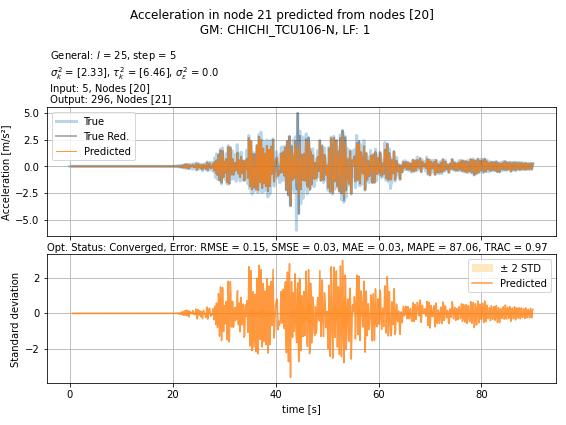 Acceleration in node 21 predicted from nodes [20]
GM: CHICHI_TCU106-N, LF: 1
General: l = 25, step = 5
σ²ₖ = [2.33], τ²ₖ = [6.46], σ²_ε = 0.0
Input: 5, Nodes [20]
Output: 296, Nodes [21]
Acceleration [m/s²]
5.0
2.5
0.0
−2.5
−5.0
True
True Red.
Predicted
Opt. Status: Converged, Error: RMSE = 0.15, SMSE = 0.03, MAE = 0.03, MAPE = 87.06, TRAC = 0.97
Standard deviation
2
0
−2
± 2 STD
Predicted
0 20 40 60 80
time [s]